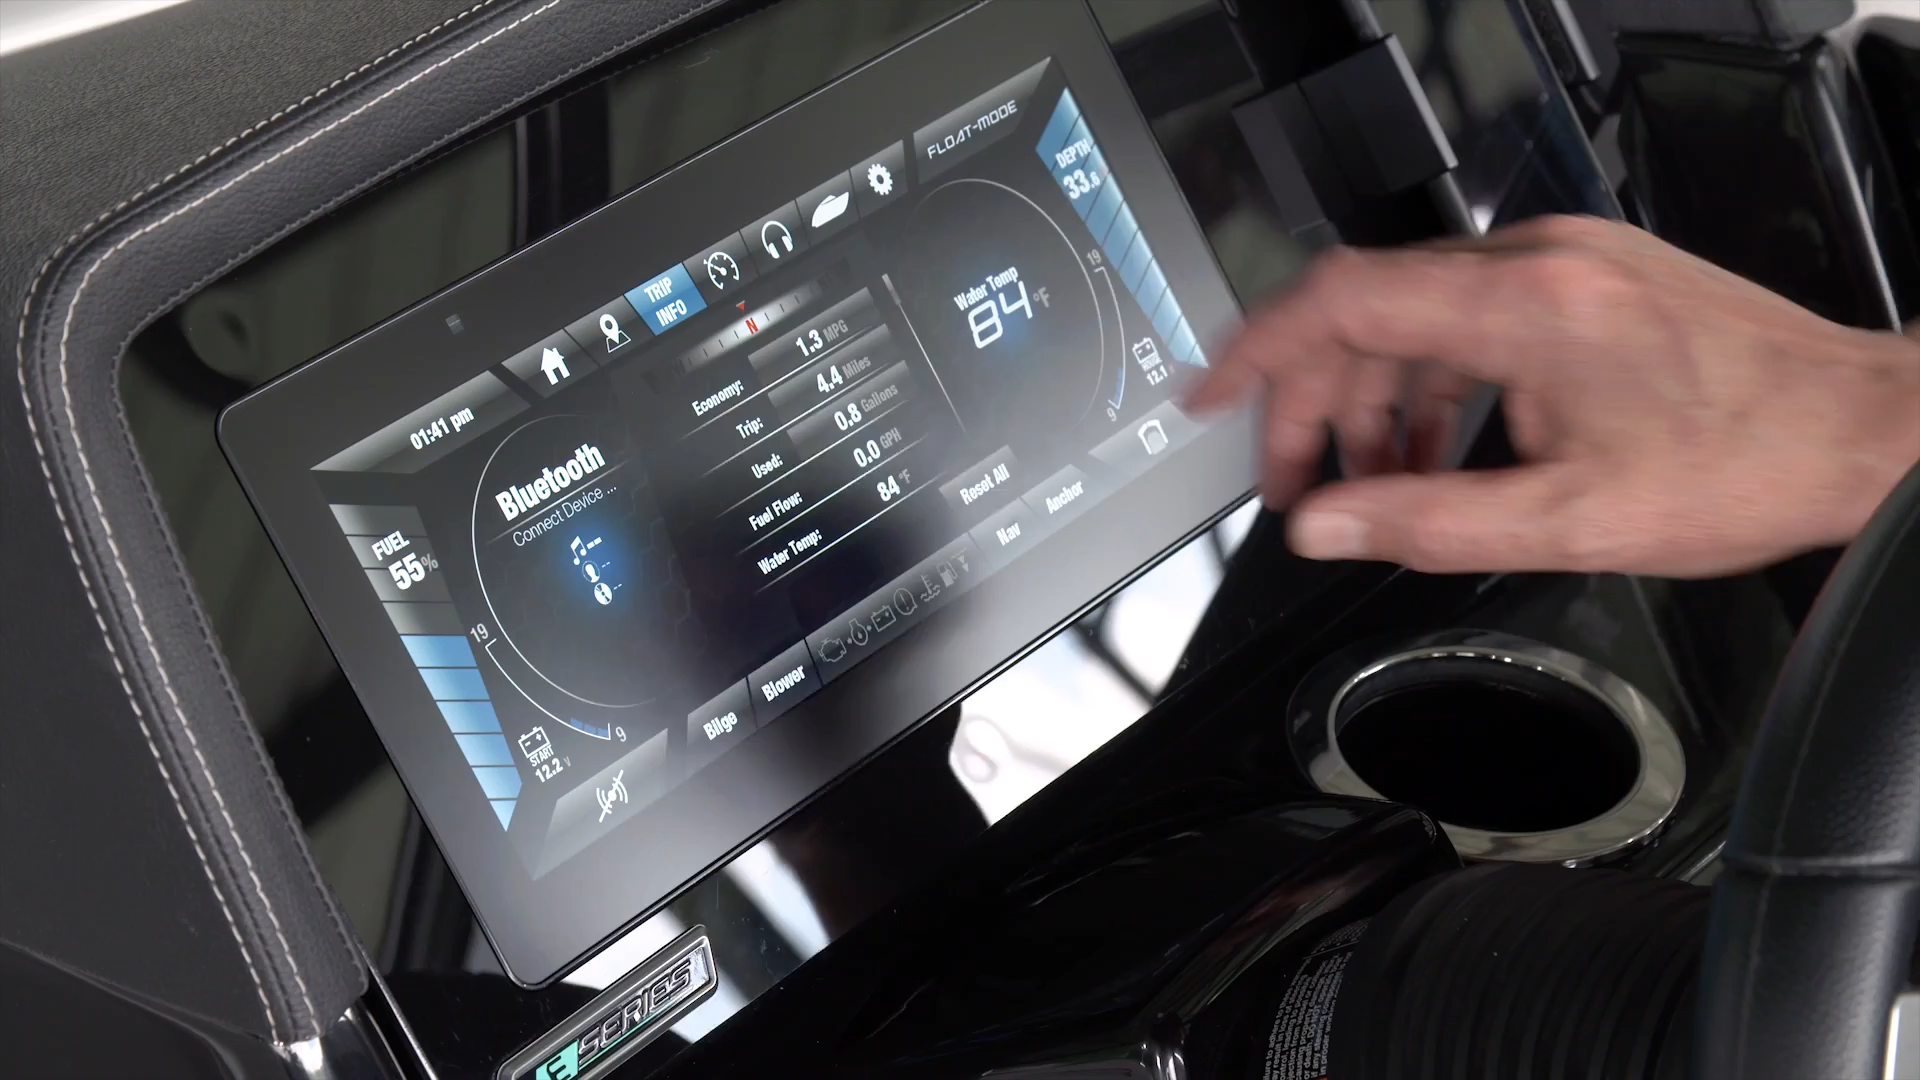 FLOAT-MODE
DEPTH
33.6
01:41 pm
TRIP
INFO
N
FUEL
55%
Bluetooth
Connect Device ...
Economy: 1.3 MPG
Trip: 4.4 Miles
Used: 0.8 Gallons
Fuel Flow: 0.0 GPH
Water Temp: 84 °F
Water Temp
84 °F
19
9
19
9
START
12.2 V
12.1
Reset All
Bilge
Blower
Nav
Anchor
E SERIES